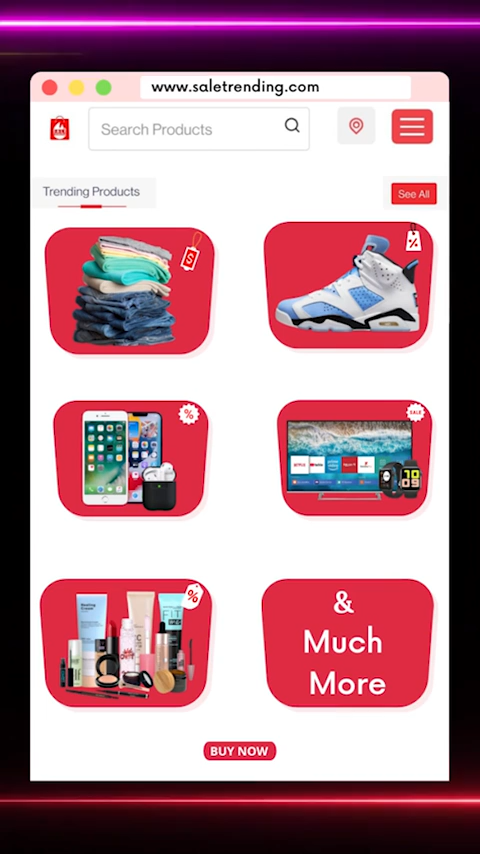 www.saletrending.com
Search Products
Trending Products
See All
$
%
%
SALE
%
&
Much
More
BUY NOW